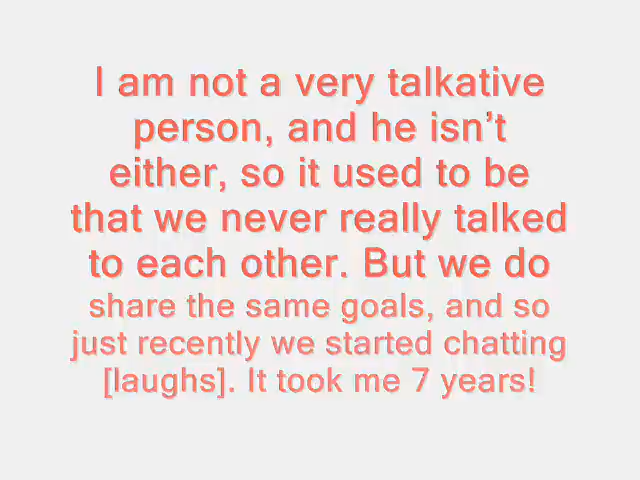 I am not a very talkative
person, and he isn’t
either, so it used to be
that we never really talked
to each other. But we do
share the same goals, and so
just recently we started chatting
[laughs]. It took me 7 years!